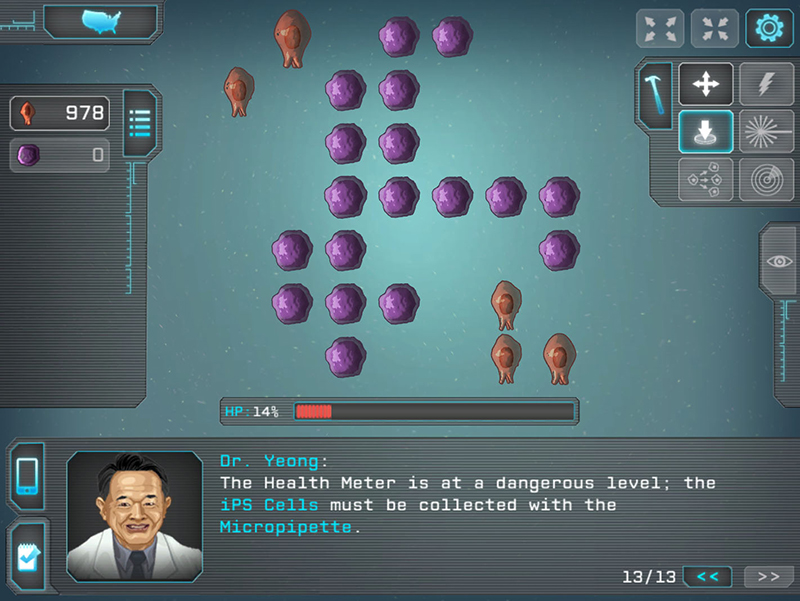 978
0
HP: 14%
Dr. Yeong:
The Health Meter is at a dangerous level; the
iPS Cells must be collected with the
Micropipette.
13/13 << >>